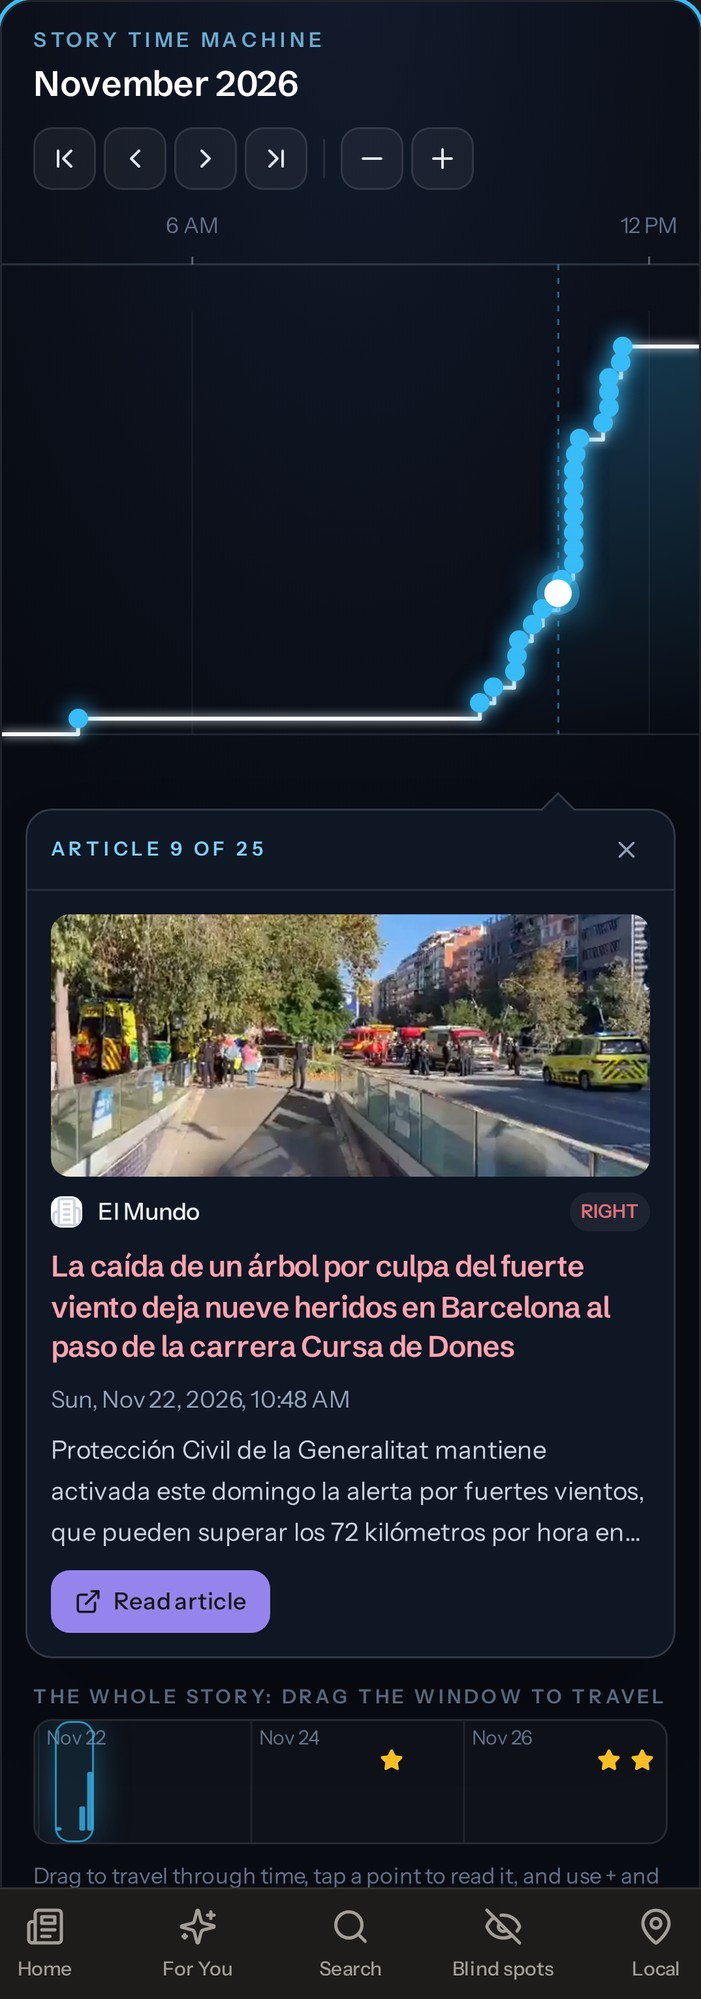 STORY TIME MACHINE
November 2026
6 AM
12 PM
ARTICLE 9 OF 25
El Mundo
RIGHT
La caída de un árbol por culpa del fuerte
viento deja nueve heridos en Barcelona al
paso de la carrera Cursa de Dones
Sun, Nov 22, 2026, 10:48 AM
Protección Civil de la Generalitat mantiene
activada este domingo la alerta por fuertes vientos,
que pueden superar los 72 kilómetros por hora en...
Read article
THE WHOLE STORY: DRAG THE WINDOW TO TRAVEL
Nov 22
Nov 24
Nov 26
Drag to travel through time, tap a point to read it, and use + and
Home
For You
Search
Blind spots
Local